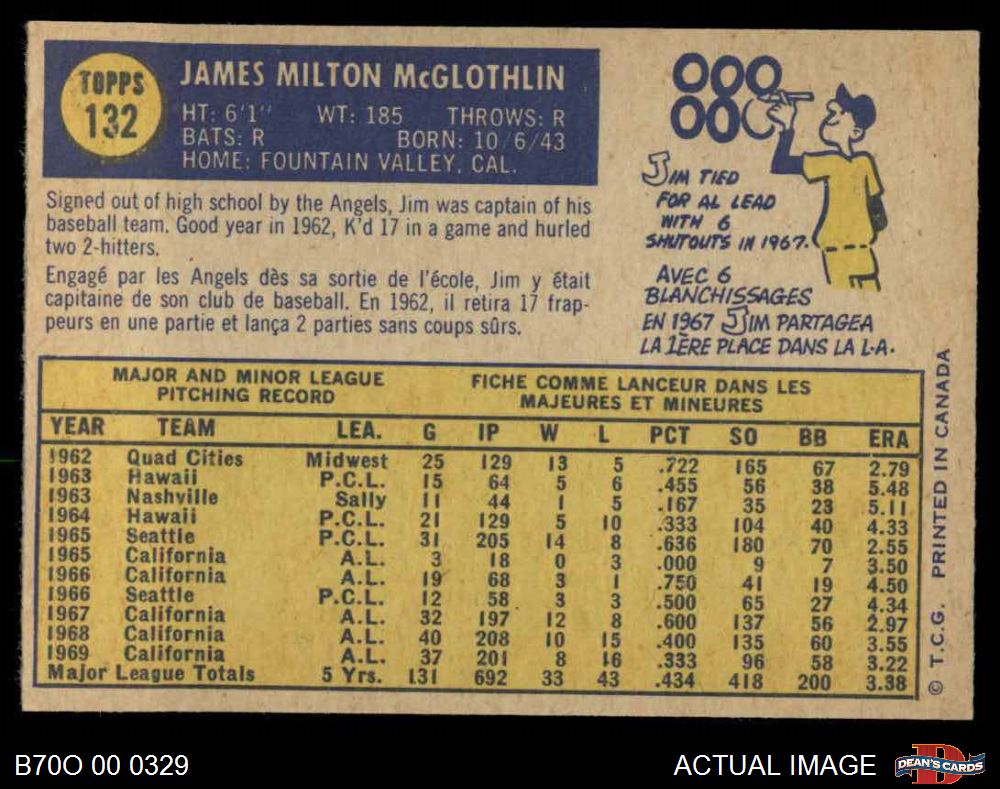 TOPPS
132
JAMES MILTON McGLOTHLIN
HT: 6'1" WT: 185 THROWS: R
BATS: R BORN: 10/6/43
HOME: FOUNTAIN VALLEY, CAL.
Signed out of high school by the Angels, Jim was captain of his
baseball team. Good year in 1962, K'd 17 in a game and hurled
two 2-hitters.
Engagé par les Angels dès sa sortie de l'école, Jim y était
capitaine de son club de baseball. En 1962, il retira 17 frap-
peurs en une partie et lança 2 parties sans coups sûrs.
000
000
JIM TIED
FOR AL LEAD
WITH 6
SHUTOUTS IN 1967.
AVEC 6
BLANCHISSAGES
EN 1967 JIM PARTAGEA
LA 1ÈRE PLACE DANS LA L.A.
MAJOR AND MINOR LEAGUE
PITCHING RECORD
FICHE COMME LANCEUR DANS LES
MAJEURES ET MINEURES
YEAR TEAM LEA. G IP W L PCT SO BB ERA
1962 Quad Cities Midwest 25 129 13 5 .722 165 67 2.79
1963 Hawaii P.C.L. 15 64 5 6 .455 56 38 5.48
1963 Nashville Sally 11 44 1 5 .167 35 23 5.11
1964 Hawaii P.C.L. 21 129 5 10 .333 104 40 4.33
1965 Seattle P.C.L. 31 205 14 8 .636 180 70 2.55
1965 California A.L. 3 18 0 3 .000 9 7 3.50
1966 California A.L. 19 68 3 1 .750 41 19 4.50
1966 Seattle P.C.L. 12 58 3 3 .500 65 27 4.34
1967 California A.L. 32 197 12 8 .600 137 56 2.97
1968 California A.L. 40 208 10 15 .400 135 60 3.55
1969 California A.L. 37 201 8 16 .333 96 58 3.22
Major League Totals 5 Yrs. 131 692 33 43 .434 418 200 3.38
© T.C.G. PRINTED IN CANADA
B70O 00 0329
ACTUAL IMAGE
DEAN'S CARDS